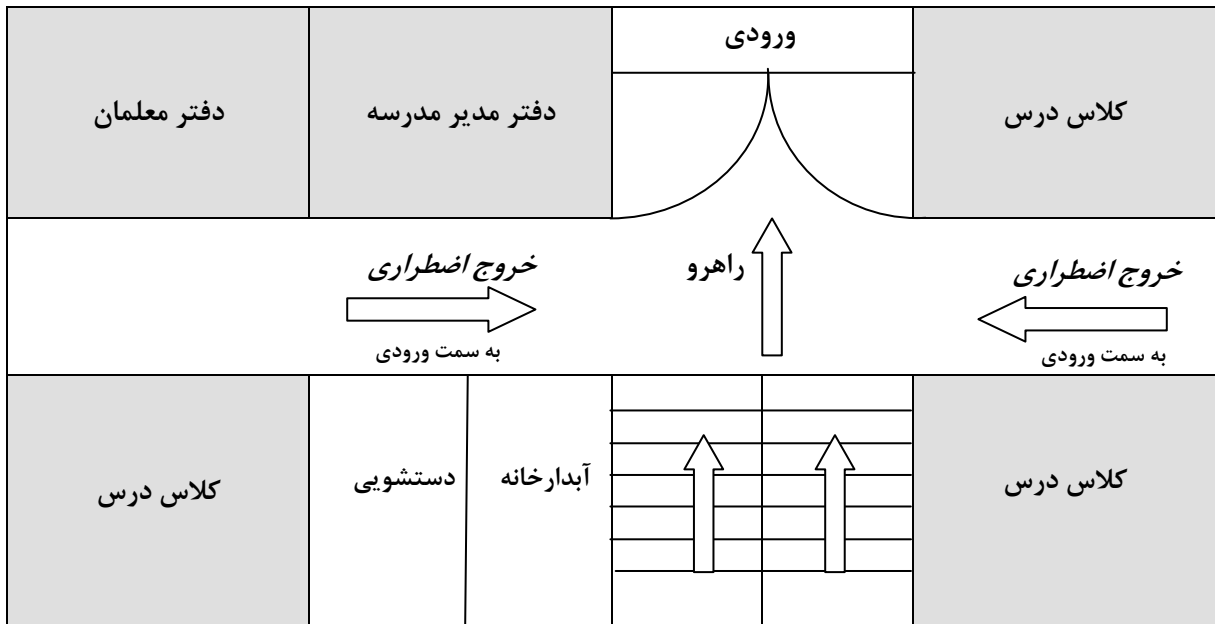 ورودی
کلاس درس
دفتر مدیر مدرسه
دفتر معلمان
خروج اضطراری
به سمت ورودی
راهرو
خروج اضطراری
به سمت ورودی
کلاس درس
آبدارخانه
دستشویی
کلاس درس